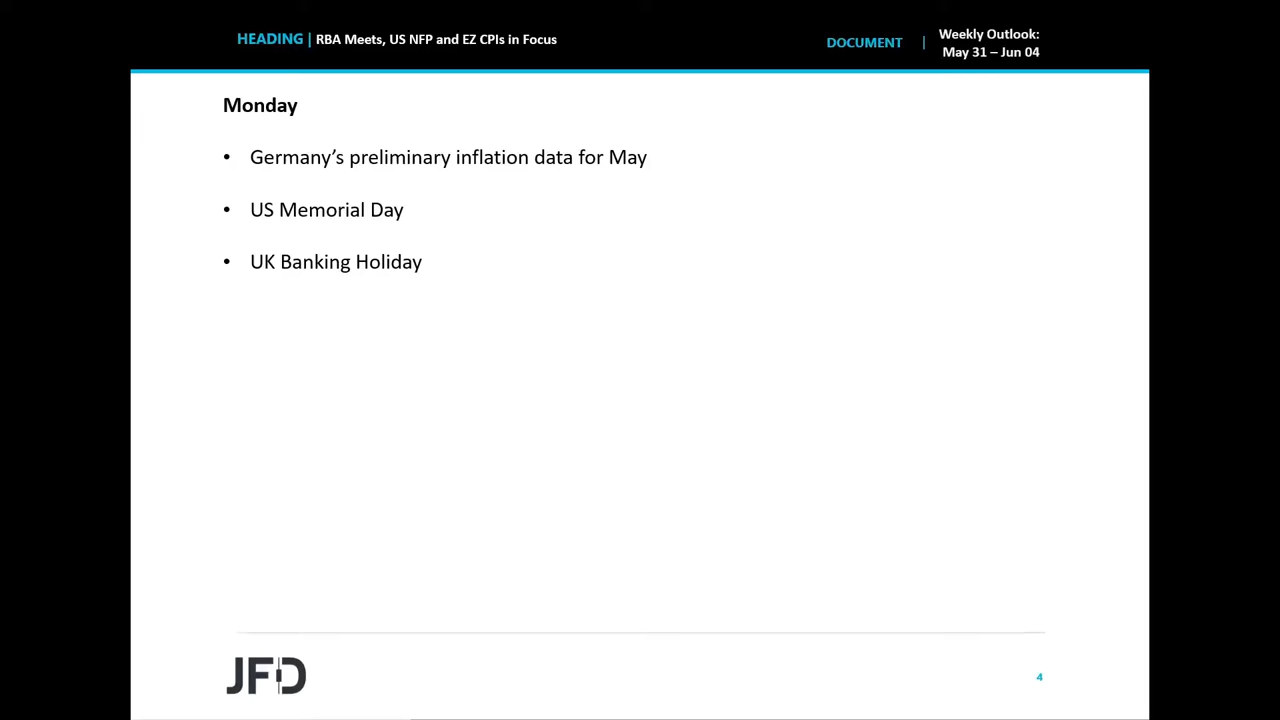 HEADING | RBA Meets, US NFP and EZ CPIs in Focus
DOCUMENT | Weekly Outlook:
May 31 – Jun 04
Monday
• Germany’s preliminary inflation data for May
• US Memorial Day
• UK Banking Holiday
JFD
4